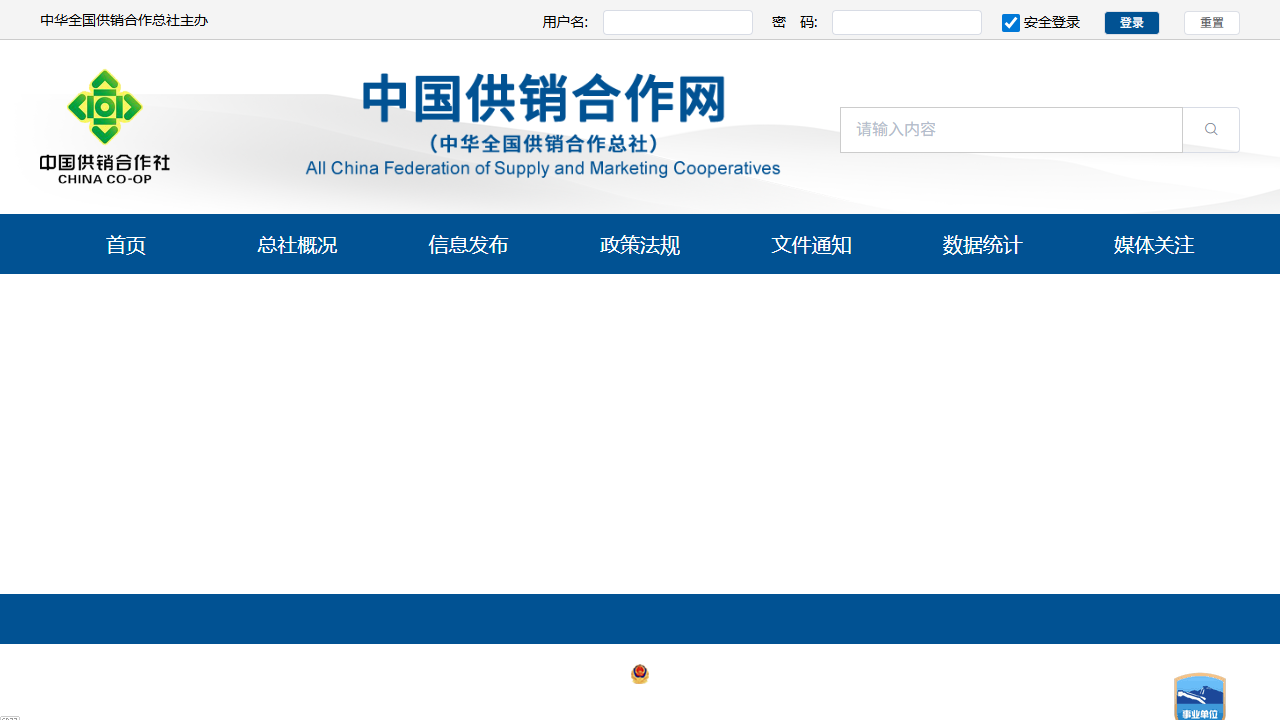 中华全国供销合作总社主办
用户名: 密 码: 安全登录 登录 重置
中国供销合作社
CHINA CO-OP
中国供销合作网
（中华全国供销合作总社）
All China Federation of Supply and Marketing Cooperatives
请输入内容
首页 总社概况 信息发布 政策法规 文件通知 数据统计 媒体关注
事业单位